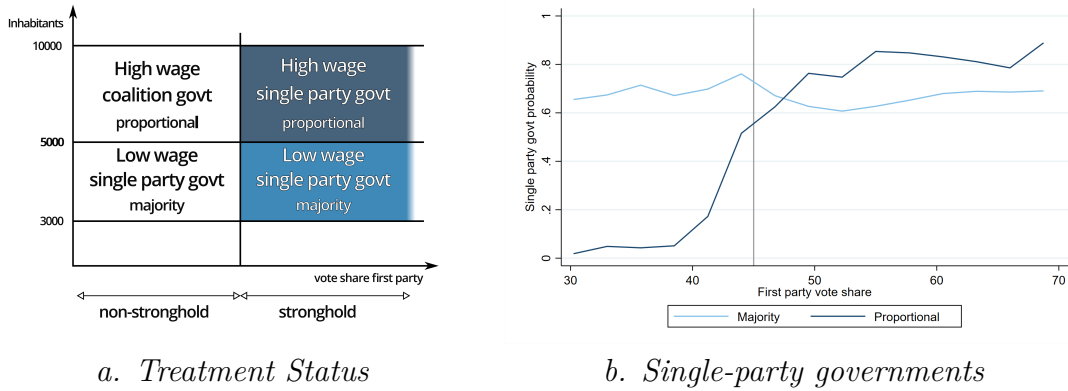 Inhabitants
10000
High wage
coalition govt
proportional
High wage
single party govt
proportional
5000
Low wage
single party govt
majority
Low wage
single party govt
majority
3000
vote share first party
non-stronghold
stronghold
a. Treatment Status
Single party govt probability
1
.8
.6
.4
.2
0
30 40 50 60 70
First party vote share
Majority Proportional
b. Single-party governments